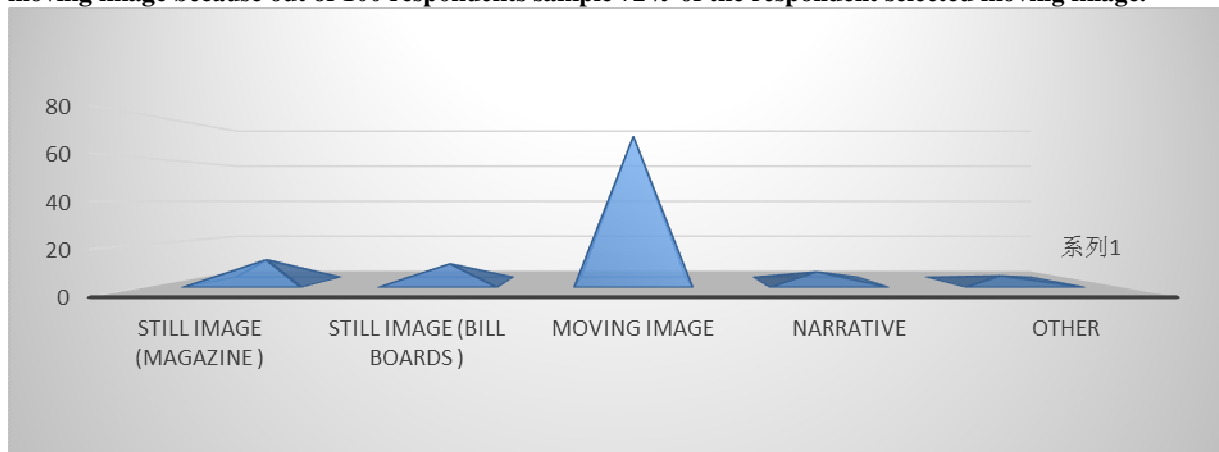 moving image because out of 100 respondents sample 72% of the respondent selected moving image.
80
60
40
20
0
系列1
STILL IMAGE (MAGAZINE )
STILL IMAGE (BILL BOARDS )
MOVING IMAGE
NARRATIVE
OTHER